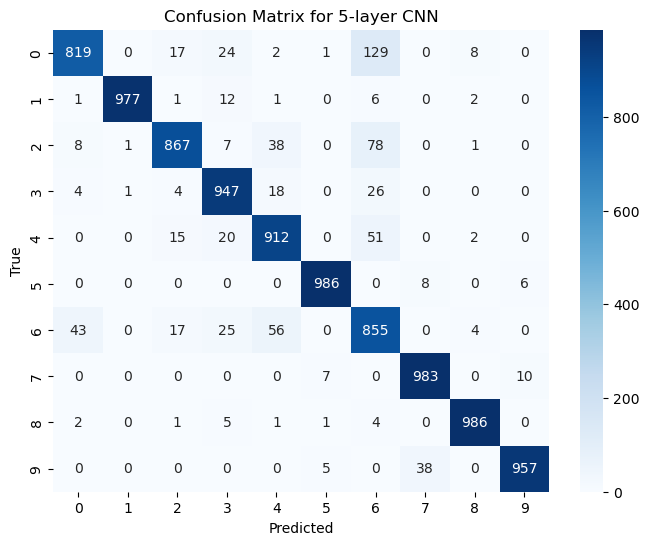 Confusion Matrix for 5-layer CNN
0 819 0 17 24 2 1 129 0 8 0
1 1 977 1 12 1 0 6 0 2 0
2 8 1 867 7 38 0 78 0 1 0
3 4 1 4 947 18 0 26 0 0 0
4 0 0 15 20 912 0 51 0 2 0
5 0 0 0 0 0 986 0 8 0 6
6 43 0 17 25 56 0 855 0 4 0
7 0 0 0 0 0 7 0 983 0 10
8 2 0 1 5 1 1 4 0 986 0
9 0 0 0 0 0 5 0 38 0 957
0 1 2 3 4 5 6 7 8 9
Predicted
True
800
600
400
200
0